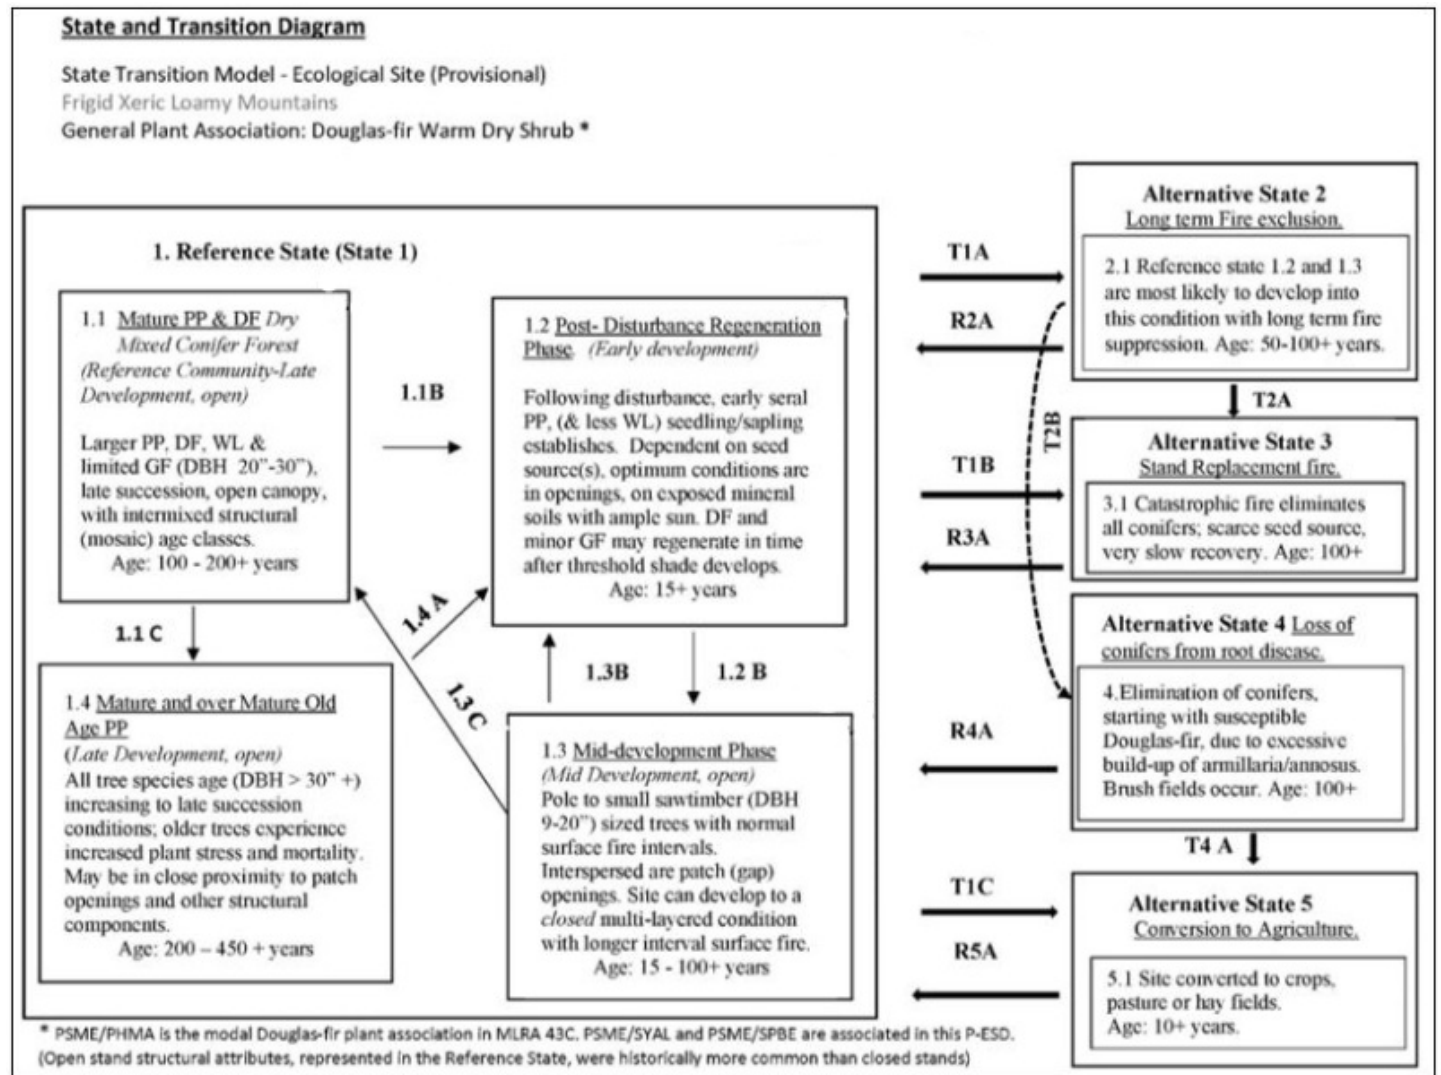 State and Transition Diagram
State Transition Model - Ecological Site (Provisional)
Frigid Xeric Loamy Mountains
General Plant Association: Douglas-fir Warm Dry Shrub *
1. Reference State (State 1)
1.1 Mature PP & DF Dry
Mixed Conifer Forest
(Reference Community-Late
Development, open)
Larger PP, DF, WL &
limited GF (DBH 20"-30"),
late succession, open canopy,
with intermixed structural
(mosaic) age classes.
Age: 100 - 200+ years
1.1B
1.2 Post- Disturbance Regeneration
Phase. (Early development)
Following disturbance, early seral
PP, (& less WL) seedling/sapling
establishes. Dependent on seed
source(s), optimum conditions are
in openings, on exposed mineral
soils with ample sun. DF and
minor GF may regenerate in time
after threshold shade develops.
Age: 15+ years
1.1 C
1.4 A
1.3 C
1.3B
1.2 B
1.4 Mature and over Mature Old
Age PP
(Late Development, open)
All tree species age (DBH > 30" +)
increasing to late succession
conditions; older trees experience
increased plant stress and mortality.
May be in close proximity to patch
openings and other structural
components.
Age: 200 – 450 + years
1.3 Mid-development Phase
(Mid Development, open)
Pole to small sawtimber (DBH
9-20") sized trees with normal
surface fire intervals.
Interspersed are patch (gap)
openings. Site can develop to a
closed multi-layered condition
with longer interval surface fire.
Age: 15 - 100+ years
T1A
R2A
T1B
R3A
R4A
T1C
R5A
T2B
Alternative State 2
Long term Fire exclusion.
2.1 Reference state 1.2 and 1.3
are most likely to develop into
this condition with long term fire
suppression. Age: 50-100+ years.
T2A
Alternative State 3
Stand Replacement fire.
3.1 Catastrophic fire eliminates
all conifers; scarce seed source,
very slow recovery. Age: 100+
Alternative State 4 Loss of
conifers from root disease.
4.Elimination of conifers,
starting with susceptible
Douglas-fir, due to excessive
build-up of armillaria/annosus.
Brush fields occur. Age: 100+
T4 A
Alternative State 5
Conversion to Agriculture.
5.1 Site converted to crops,
pasture or hay fields.
Age: 10+ years.
* PSME/PHMA is the modal Douglas-fir plant association in MLRA 43C. PSME/SYAL and PSME/SPBE are associated in this P-ESD.
(Open stand structural attributes, represented in the Reference State, were historically more common than closed stands)